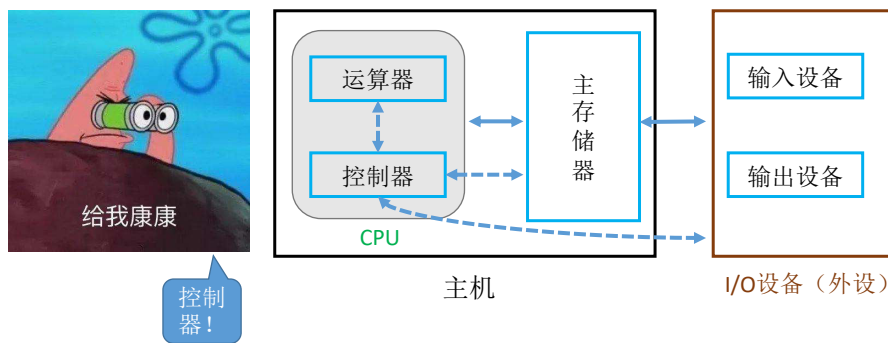 给我康康
控制
器！
运算器
控制器
CPU
主
存
储
器
主机
输入设备
输出设备
I/O设备（外设）